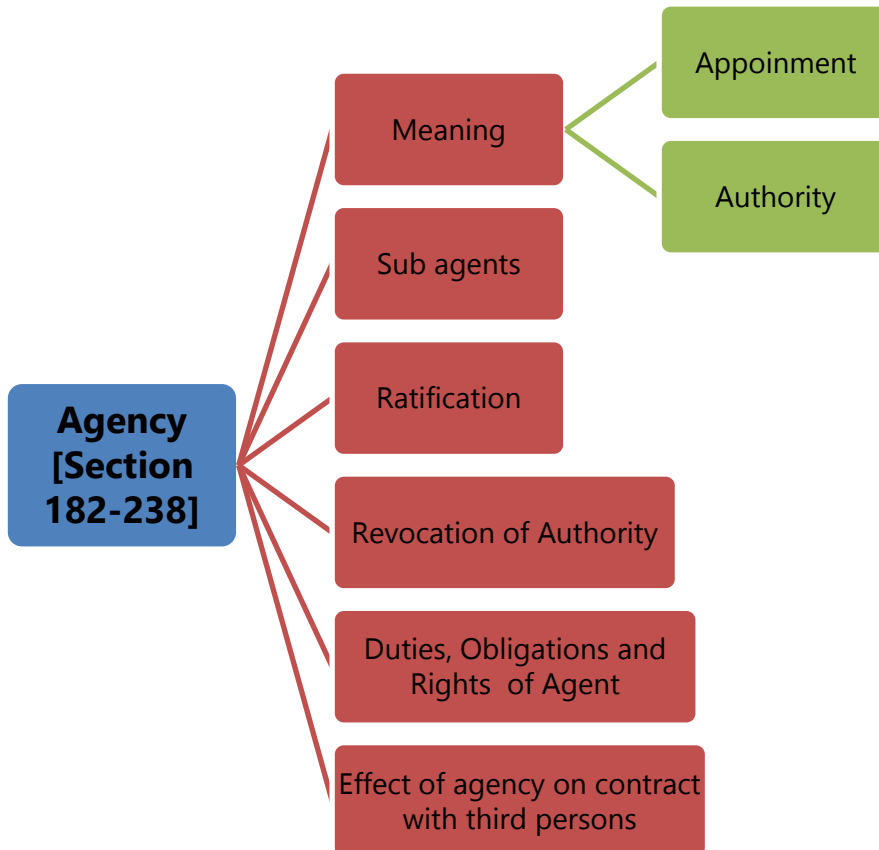 Agency
[Section
182-238]
Meaning
Appoinment
Authority
Sub agents
Ratification
Revocation of Authority
Duties, Obligations and
Rights of Agent
Effect of agency on contract
with third persons